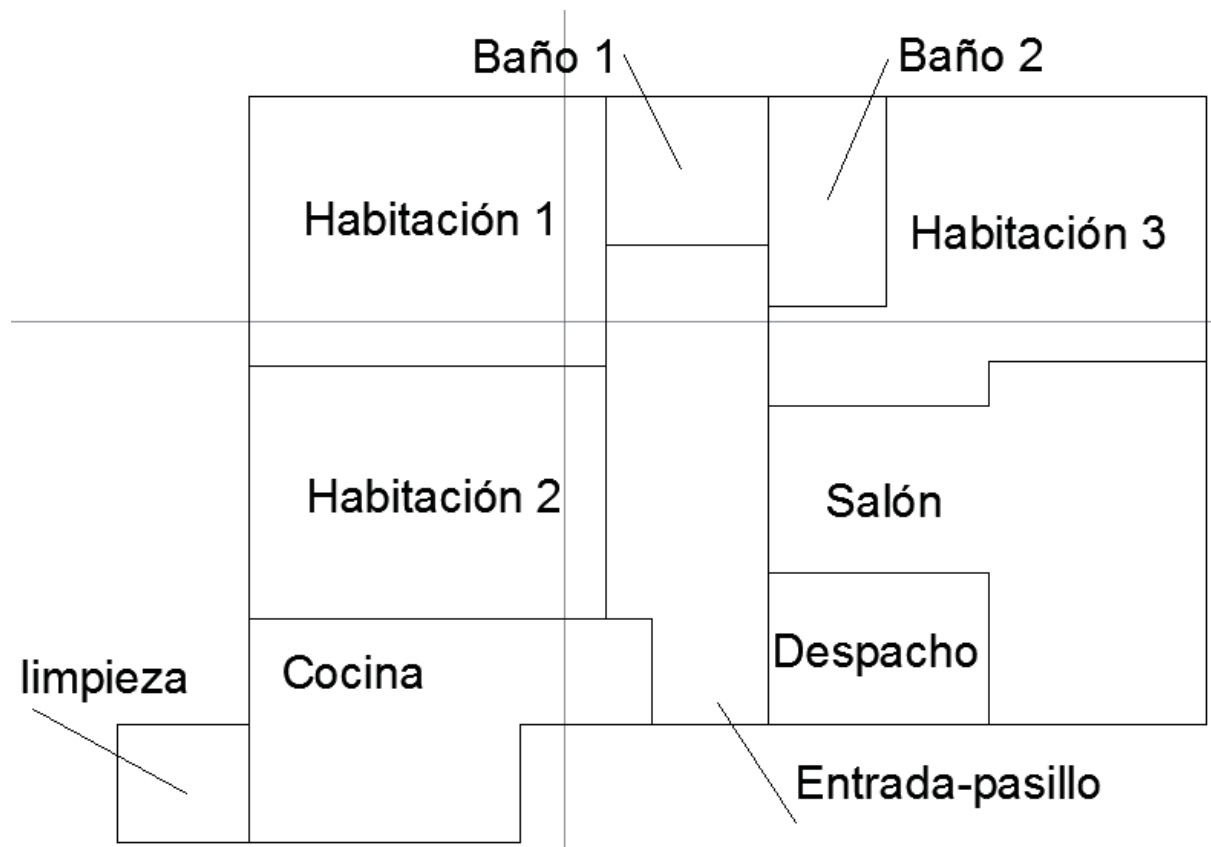 Baño 1
Baño 2
Habitación 1
Habitación 3
Habitación 2
Salón
Despacho
Cocina
limpieza
Entrada-pasillo